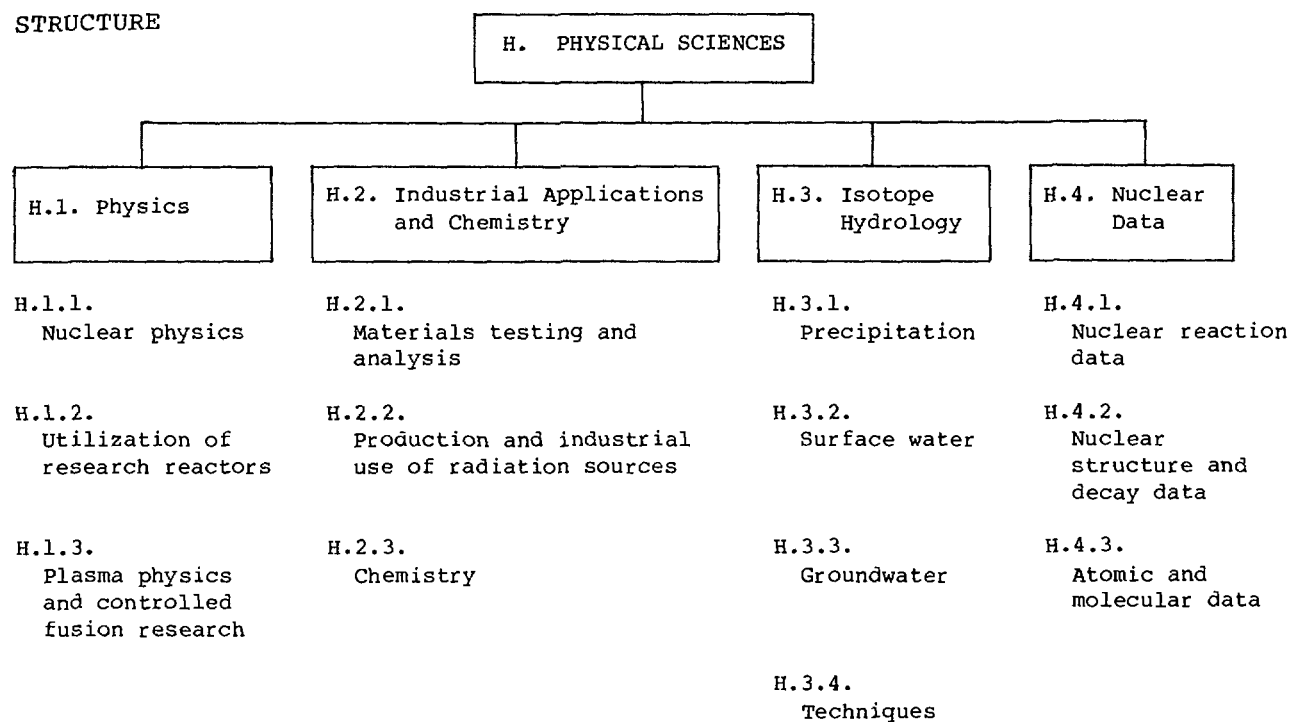 STRUCTURE
H. PHYSICAL SCIENCES
H.1. Physics
H.2. Industrial Applications
and Chemistry
H.3. Isotope
Hydrology
H.4. Nuclear
Data
H.1.1.
Nuclear physics
H.1.2.
Utilization of
research reactors
H.1.3.
Plasma physics
and controlled
fusion research
H.2.1.
Materials testing and
analysis
H.2.2.
Production and industrial
use of radiation sources
H.2.3.
Chemistry
H.3.1.
Precipitation
H.3.2.
Surface water
H.3.3.
Groundwater
H.3.4.
Techniques
H.4.1.
Nuclear reaction
data
H.4.2.
Nuclear
structure and
decay data
H.4.3.
Atomic and
molecular data